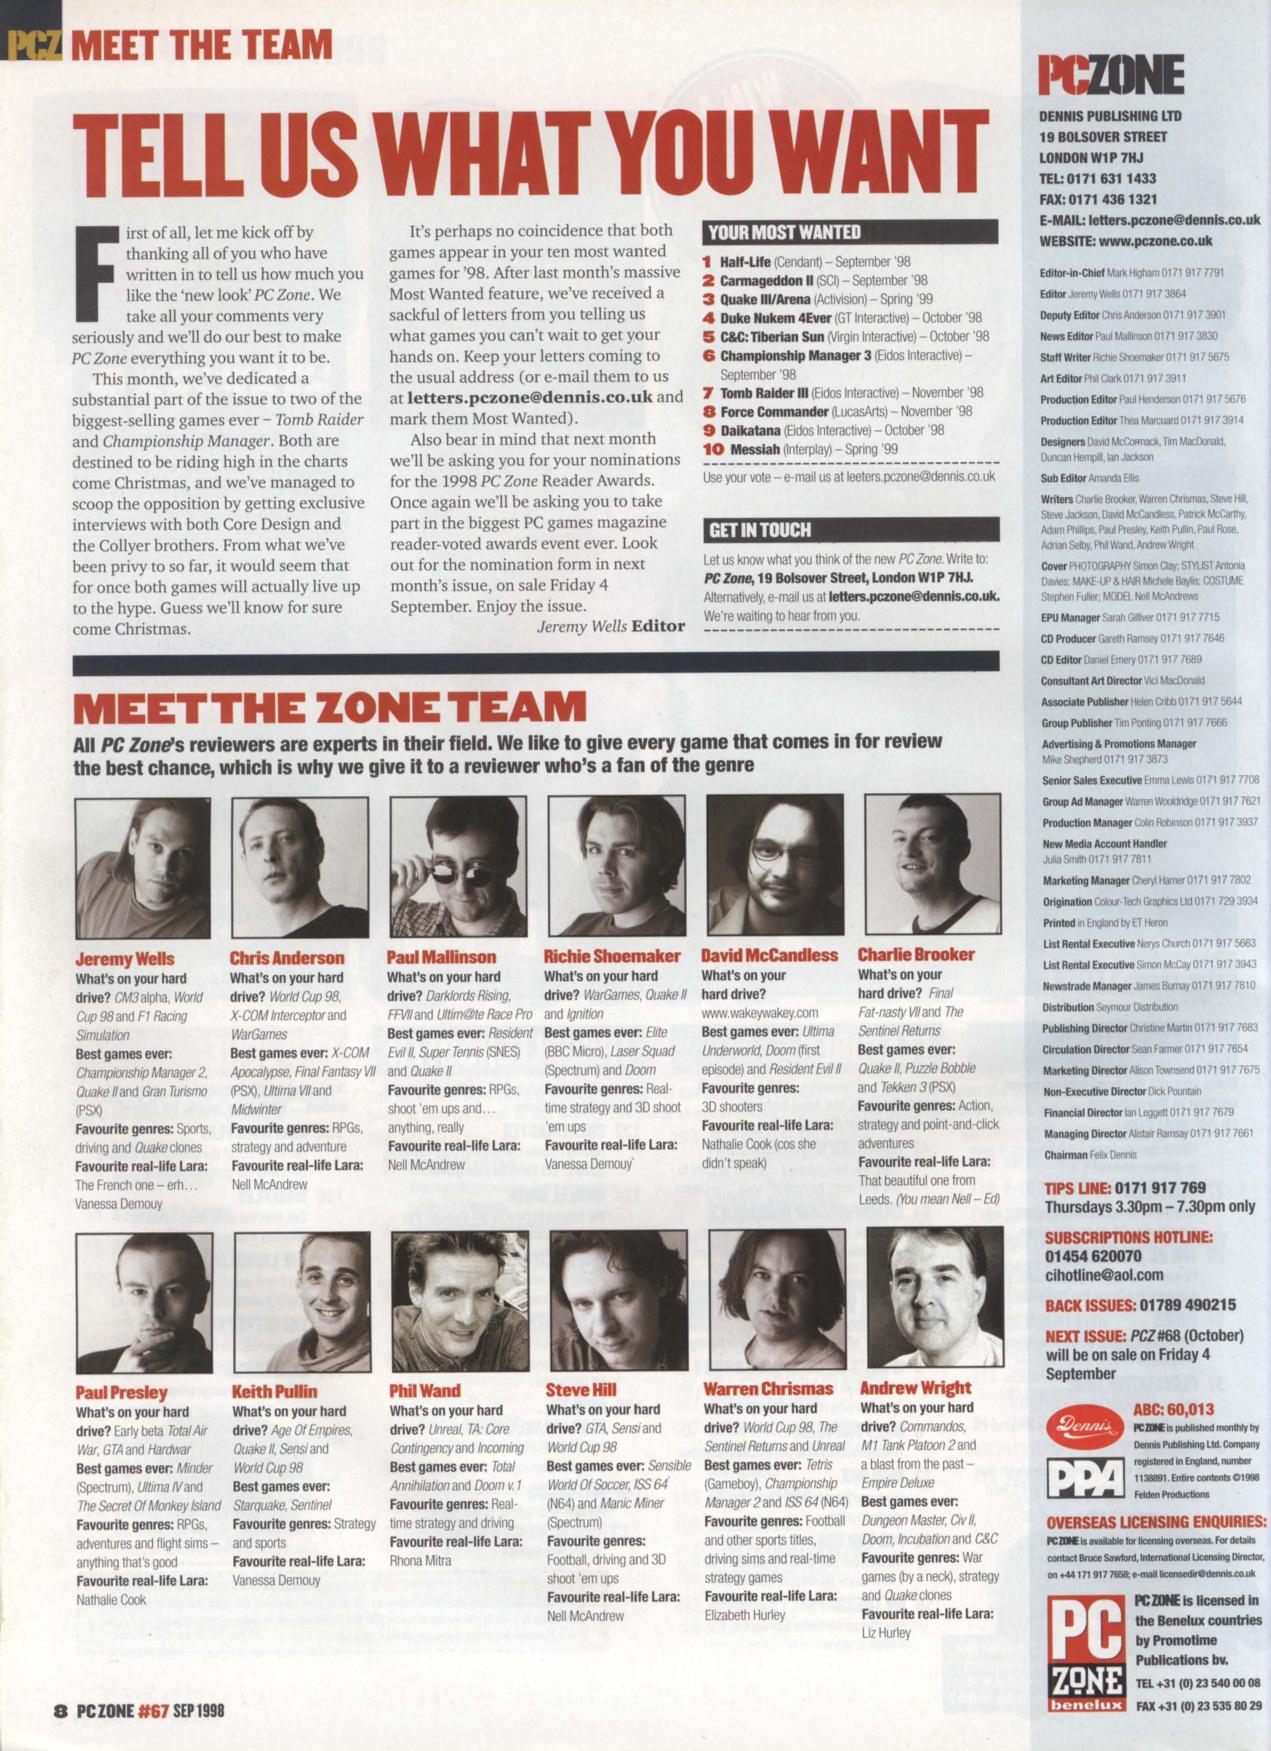 PCZ MEET THE TEAM
TELL US WHAT YOU WANT
First of all, let me kick off by
thanking all of you who have
written in to tell us how much you
like the ‘new look’ PC Zone. We
take all your comments very
seriously and we'll do our best to make
PC Zone everything you want it to be.
This month, we've dedicated a
substantial part of the issue to two of the
biggest-selling games ever – Tomb Raider
and Championship Manager. Both are
destined to be riding high in the charts
come Christmas, and we've managed to
scoop the opposition by getting exclusive
interviews with both Core Design and
the Collyer brothers. From what we've
been privy to so far, it would seem that
for once both games will actually live up
to the hype. Guess we'll know for sure
come Christmas.
It's perhaps no coincidence that both
games appear in your ten most wanted
games for '98. After last month's massive
Most Wanted feature, we've received a
sackful of letters from you telling us
what games you can't wait to get your
hands on. Keep your letters coming to
the usual address (or e-mail them to us
at letters.pczone@dennis.co.uk and
mark them Most Wanted).
Also bear in mind that next month
we'll be asking you for your nominations
for the 1998 PC Zone Reader Awards.
Once again we'll be asking you to take
part in the biggest PC games magazine
reader-voted awards event ever. Look
out for the nomination form in next
month's issue, on sale Friday 4
September. Enjoy the issue.
Jeremy Wells Editor
YOUR MOST WANTED
1 Half-Life (Cendant) – September '98
2 Carmageddon II (SCI) – September '98
3 Quake III/Arena (Activision) – Spring '99
4 Duke Nukem 4Ever (GT Interactive) – October '98
5 C&C: Tiberian Sun (Virgin Interactive) – October '98
6 Championship Manager 3 (Eidos Interactive) –
September '98
7 Tomb Raider III (Eidos Interactive) – November '98
8 Force Commander (LucasArts) – November '98
9 Daikatana (Eidos Interactive) – October '98
10 Messiah (Interplay) – Spring '99
Use your vote – e-mail us at leeters.pczone@dennis.co.uk
GET IN TOUCH
Let us know what you think of the new PC Zone. Write to:
PC Zone, 19 Bolsover Street, London W1P 7HJ.
Alternatively, e-mail us at letters.pczone@dennis.co.uk.
We're waiting to hear from you.
MEET THE ZONE TEAM
All PC Zone's reviewers are experts in their field. We like to give every game that comes in for review
the best chance, which is why we give it to a reviewer who's a fan of the genre
Jeremy Wells
What's on your hard
drive? CM3 alpha, World
Cup 98 and F1 Racing
Simulation
Best games ever:
Championship Manager 2,
Quake II and Gran Turismo
(PSX)
Favourite genres: Sports,
driving and Quake clones
Favourite real-life Lara:
The French one – erh...
Vanessa Demouy
Chris Anderson
What's on your hard
drive? World Cup 98,
X-COM Interceptor and
WarGames
Best games ever: X-COM
Apocalypse, Final Fantasy VII
(PSX), Ultima VII and
Midwinter
Favourite genres: RPGs,
strategy and adventure
Favourite real-life Lara:
Nell McAndrew
Paul Mallinson
What's on your hard
drive? Darklords Rising,
FFVII and Ultim@te Race Pro
Best games ever: Resident
Evil II, Super Tennis (SNES)
and Quake II
Favourite genres: RPGs,
shoot 'em ups and...
anything, really
Favourite real-life Lara:
Nell McAndrew
Richie Shoemaker
What's on your hard
drive? WarGames, Quake II
and Ignition
Best games ever: Elite
(BBC Micro), Laser Squad
(Spectrum) and Doom
Favourite genres: Real-
time strategy and 3D shoot
'em ups
Favourite real-life Lara:
Vanessa Demouy
David McCandless
What's on your
hard drive?
www.wakeywakey.com
Best games ever: Ultima
Underworld, Doom (first
episode) and Resident Evil II
Favourite genres:
3D shooters
Favourite real-life Lara:
Nathalie Cook (cos she
didn't speak)
Charlie Brooker
What's on your
hard drive? Final
Fat-nasty VII and The
Sentinel Returns
Best games ever:
Quake II, Puzzle Bobble
and Tekken 3 (PSX)
Favourite genres: Action,
strategy and point-and-click
adventures
Favourite real-life Lara:
That beautiful one from
Leeds. (You mean Nell – Ed)
Paul Presley
What's on your hard
drive? Early beta Total Air
War, GTA and Hardwar
Best games ever: Minder
(Spectrum), Ultima IV and
The Secret Of Monkey Island
Favourite genres: RPGs,
adventures and flight sims –
anything that's good
Favourite real-life Lara:
Nathalie Cook
Keith Pullin
What's on your hard
drive? Age Of Empires,
Quake II, Sensi and
World Cup 98
Best games ever:
Starquake, Sentinel
Favourite genres: Strategy
and sports
Favourite real-life Lara:
Vanessa Demouy
Phil Wand
What's on your hard
drive? Unreal, TA: Core
Contingency and Incoming
Best games ever: Total
Annihilation and Doom v.1
Favourite genres: Real-
time strategy and driving
Favourite real-life Lara:
Rhona Mitra
Steve Hill
What's on your hard
drive? GTA, Sensi and
World Cup 98
Best games ever: Sensible
World Of Soccer, ISS 64
(N64) and Manic Miner
(Spectrum)
Favourite genres:
Football, driving and 3D
shoot 'em ups
Favourite real-life Lara:
Nell McAndrew
Warren Chrismas
What's on your hard
drive? World Cup 98, The
Sentinel Returns and Unreal
Best games ever: Tetris
(Gameboy), Championship
Manager 2 and ISS 64 (N64)
Favourite genres: Football
and other sports titles,
driving sims and real-time
strategy games
Favourite real-life Lara:
Elizabeth Hurley
Andrew Wright
What's on your hard
drive? Commandos,
M1 Tank Platoon 2 and
a blast from the past –
Empire Deluxe
Best games ever:
Dungeon Master, Civ II,
Doom, Incubation and C&C
Favourite genres: War
games (by a neck), strategy
and Quake clones
Favourite real-life Lara:
Liz Hurley
8 PC ZONE #67 SEP 1998
PCZONE
DENNIS PUBLISHING LTD
19 BOLSOVER STREET
LONDON W1P 7HJ
TEL: 0171 631 1433
FAX: 0171 436 1321
E-MAIL: letters.pczone@dennis.co.uk
WEBSITE: www.pczone.co.uk
Editor-in-Chief Mark Higham 0171 917 7791
Editor Jeremy Wells 0171 917 3864
Deputy Editor Chris Anderson 0171 917 3901
News Editor Paul Mallinson 0171 917 3830
Staff Writer Richie Shoemaker 0171 917 5675
Art Editor Phil Clark 0171 917 3911
Production Editor Paul Henderson 0171 917 5676
Production Editor Thea Marcuard 0171 917 3914
Designers David McCormack, Tim MacDonald,
Duncan Hempill, Ian Jackson
Sub Editor Amanda Ellis
Writers Charlie Brooker, Warren Chrismas, Steve Hill,
Steve Jackson, David McCandless, Patrick McCarthy,
Adam Phillips, Paul Presley, Keith Pullin, Paul Rose,
Adrian Selby, Phil Wand, Andrew Wright
Cover PHOTOGRAPHY Simon Clay; STYLIST Antonia
Davies; MAKE-UP & HAIR Michele Baylis; COSTUME
Stephen Fuller; MODEL Nell McAndrews
EPU Manager Sarah Gilliver 0171 917 7715
CD Producer Gareth Ramsey 0171 917 7646
CD Editor Daniel Emery 0171 917 7689
Consultant Art Director Vici MacDonald
Associate Publisher Helen Cribb 0171 917 5644
Group Publisher Tim Ponting 0171 917 7666
Advertising & Promotions Manager
Mike Shepherd 0171 917 3873
Senior Sales Executive Emma Lewis 0171 917 7708
Group Ad Manager Warren Wooldridge 0171 917 7621
Production Manager Colin Robinson 0171 917 3937
New Media Account Handler
Julia Smith 0171 917 7811
Marketing Manager Cheryl Hamer 0171 917 7802
Origination Colour-Tech Graphics Ltd 0171 729 3934
Printed in England by ET Heron
List Rental Executive Nerys Church 0171 917 5663
List Rental Executive Simon McCay 0171 917 3943
Newstrade Manager James Burnay 0171 917 7810
Distribution Seymour Distribution
Publishing Director Christine Martin 0171 917 7683
Circulation Director Sean Farmer 0171 917 7654
Marketing Director Alison Townsend 0171 917 7675
Non-Executive Director Dick Pountain
Financial Director Ian Leggett 0171 917 7679
Managing Director Alistair Ramsay 0171 917 7661
Chairman Felix Dennis
TIPS LINE: 0171 917 769
Thursdays 3.30pm – 7.30pm only
SUBSCRIPTIONS HOTLINE:
01454 620070
cihotline@aol.com
BACK ISSUES: 01789 490215
NEXT ISSUE: PCZ #68 (October)
will be on sale on Friday 4
September
Dennis
PPA
ABC: 60,013
PC ZONE is published monthly by
Dennis Publishing Ltd. Company
registered in England, number
1138891. Entire contents ©1998
Felden Productions
OVERSEAS LICENSING ENQUIRIES:
PC ZONE is available for licensing overseas. For details
contact Bruce Sawford, International Licensing Director,
on +44 171 917 7658; e-mail licensedir@dennis.co.uk
PC
ZONE
benelux
PC ZONE is licensed in
the Benelux countries
by Promotime
Publications bv.
TEL +31 (0) 23 540 00 08
FAX +31 (0) 23 535 80 29